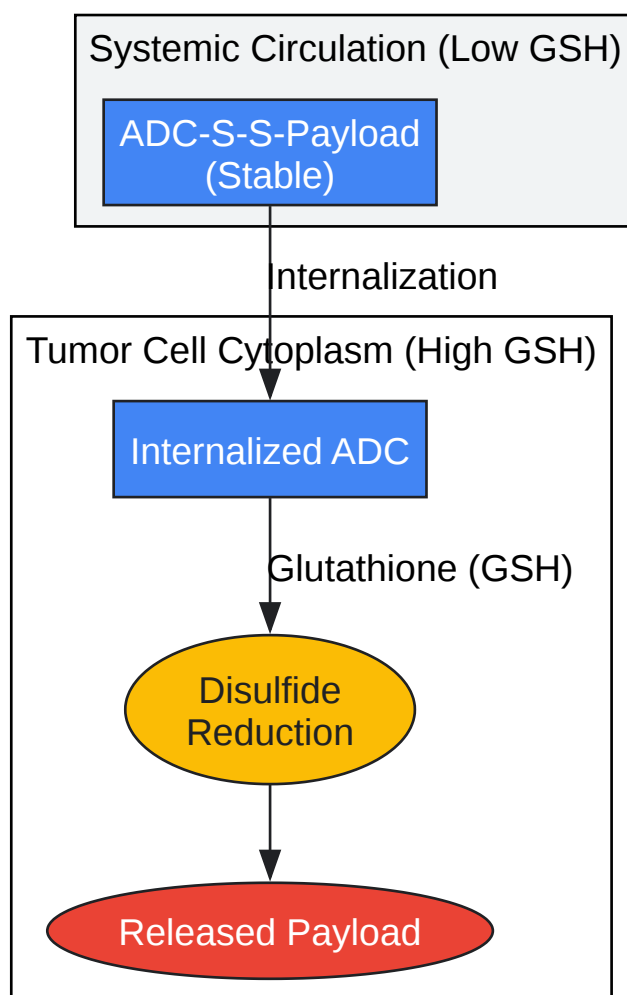 Systemic Circulation (Low GSH)
ADC-S-S-Payload
(Stable)
Internalization
Tumor Cell Cytoplasm (High GSH)
Internalized ADC
Glutathione (GSH)
Disulfide
Reduction
Released Payload